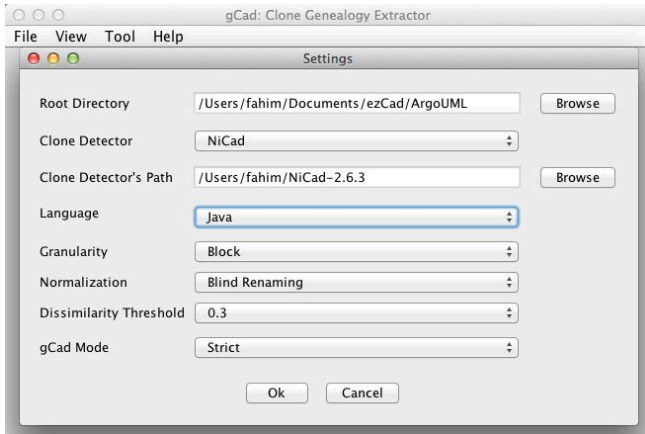 gCad: Clone Genealogy Extractor
File View Tool Help
Settings
Root Directory /Users/fahim/Documents/ezCad/ArgoUML Browse
Clone Detector NiCad
Clone Detector's Path /Users/fahim/NiCad-2.6.3 Browse
Language Java
Granularity Block
Normalization Blind Renaming
Dissimilarity Threshold 0.3
gCad Mode Strict
Ok Cancel